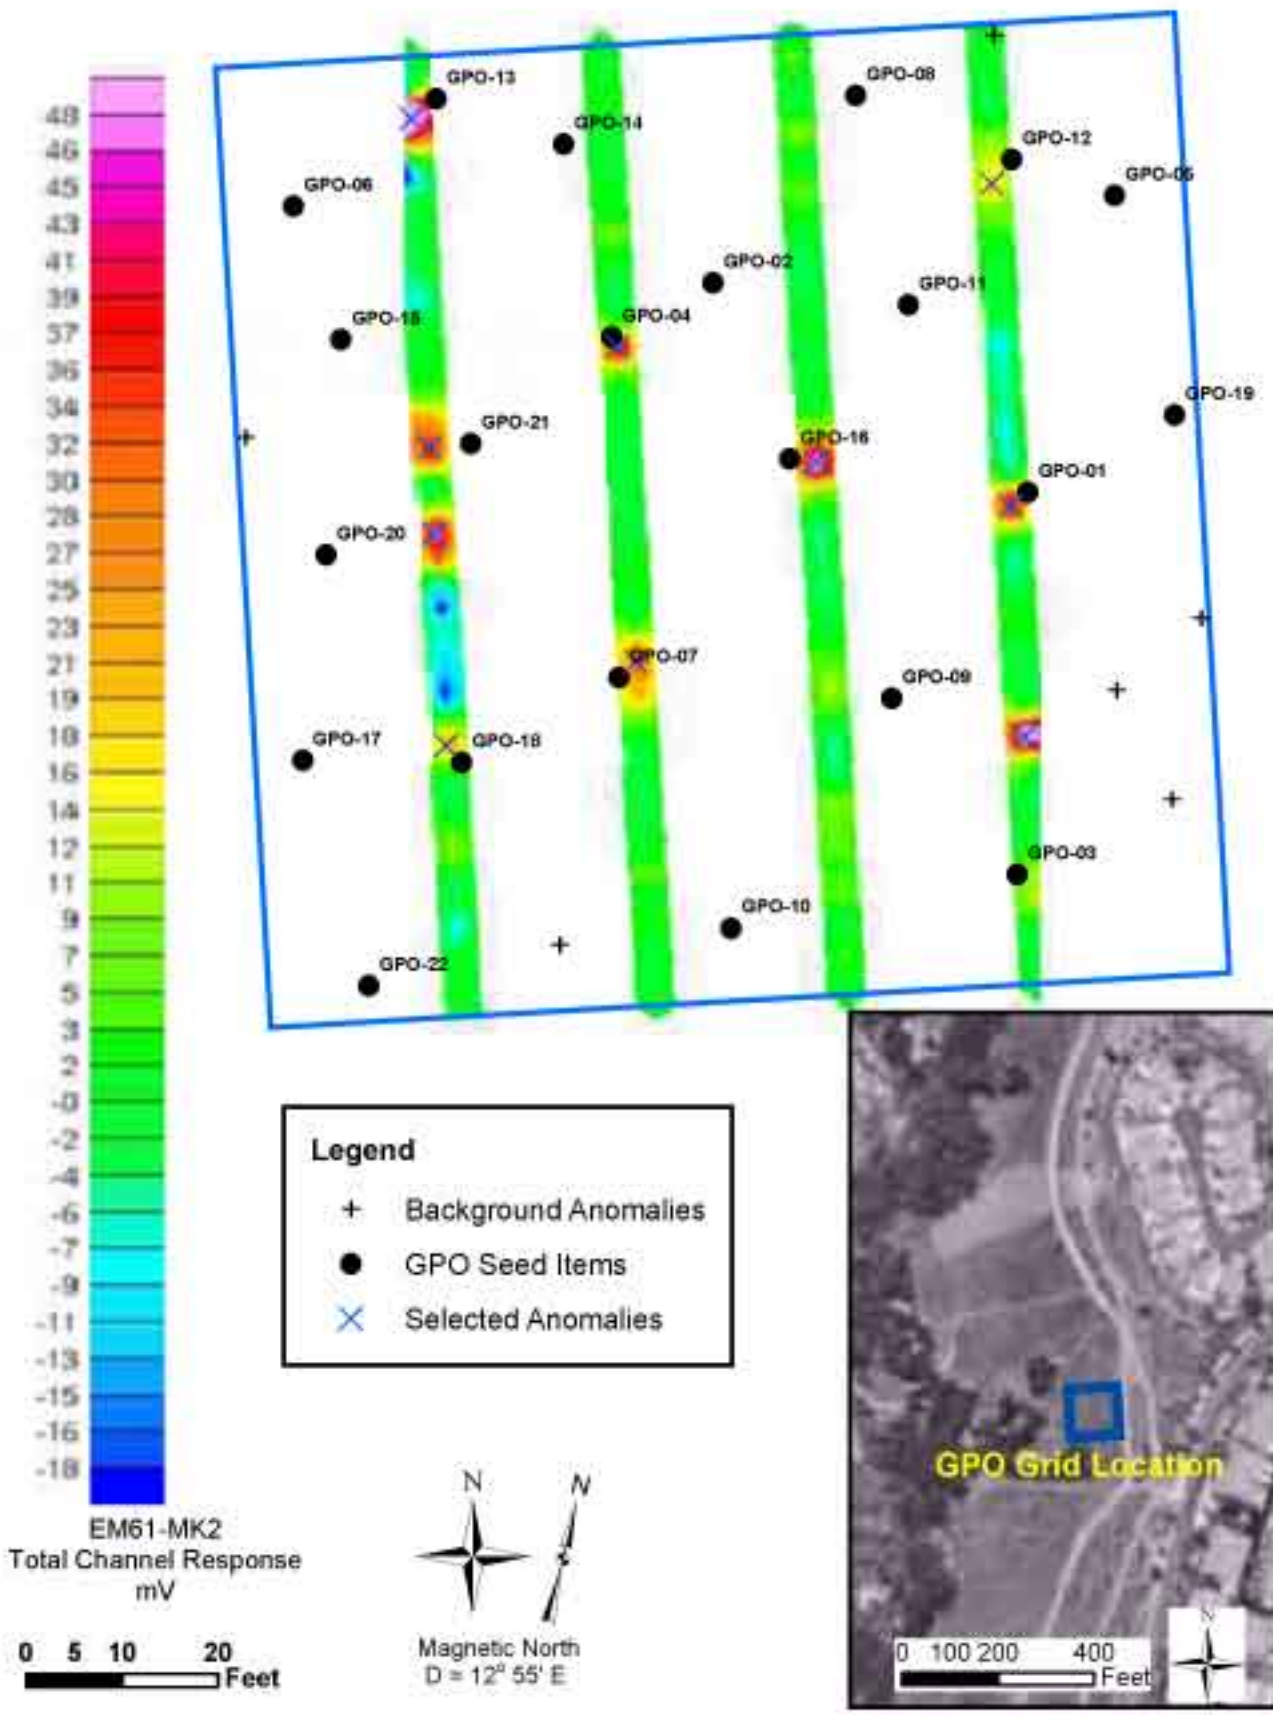 GPO-13
GPO-08
GPO-14
GPO-12
GPO-05
GPO-06
GPO-02
GPO-11
GPO-15
GPO-04
GPO-19
GPO-21
GPO-16
GPO-01
GPO-20
GPO-07
GPO-09
GPO-17
GPO-18
GPO-03
GPO-10
GPO-22
48
46
45
43
41
39
37
36
34
32
30
28
27
25
23
21
19
18
16
14
12
11
9
7
5
3
2
-0
-2
-4
-6
-7
-9
-11
-13
-15
-16
-18
EM61-MK2
Total Channel Response
mV
0 5 10 20
Feet
Legend
Background Anomalies
GPO Seed Items
Selected Anomalies
N N
Magnetic North
D = 12° 55' E
GPO Grid Location
0 100 200 400
Feet
N